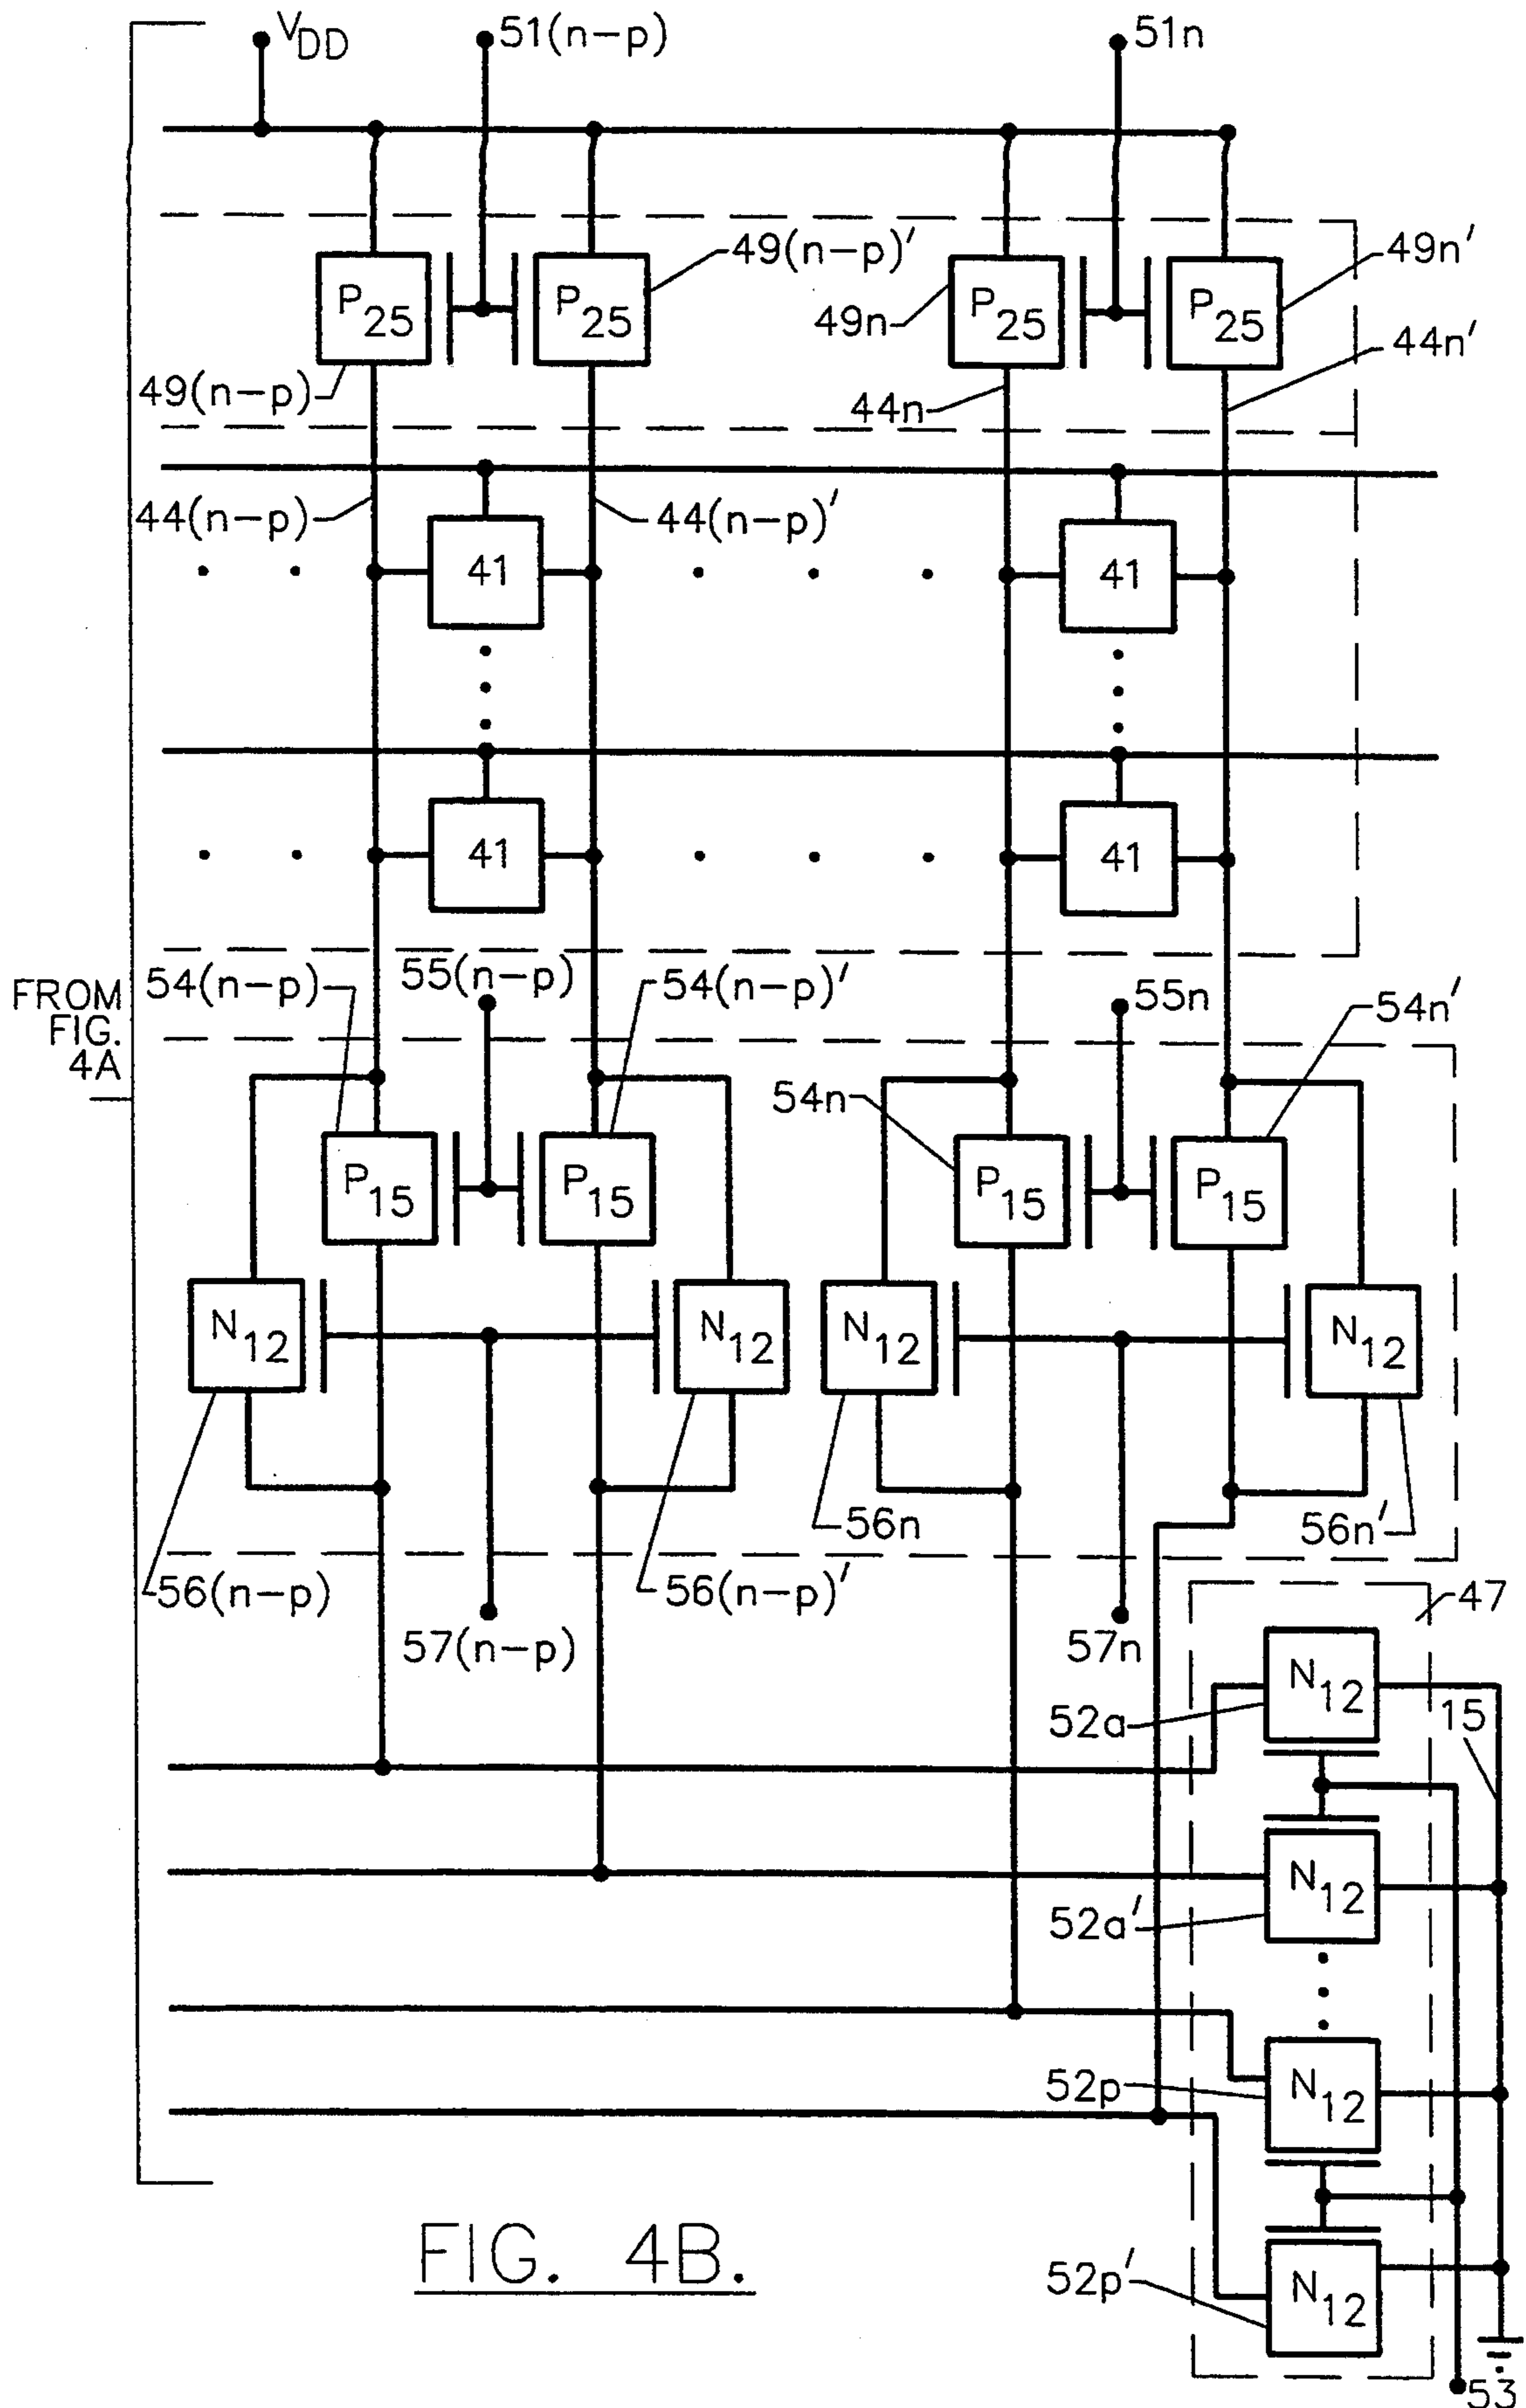 VDD 51(n-p) 51n
P25 P25 49(n-p)' P25 P25 49n'
49(n-p) 49n 44n 44n'
44(n-p) 41 44(n-p)' 41
41 41
FROM
FIG.
4A
54(n-p) 55(n-p) 54(n-p)' 55n 54n'
54n
P15 P15 P15 P15
N12 N12 N12 N12
56(n-p) 57(n-p) 56(n-p)' 56n 57n 56n'
47
52a N12 15
52a' N12
52p N12
52p' N12
53
FIG. 4B.